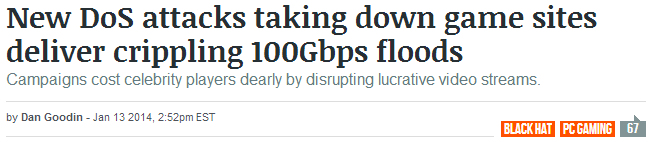 New DoS attacks taking down game sites
deliver crippling 100Gbps floods
Campaigns cost celebrity players dearly by disrupting lucrative video streams.
by Dan Goodin - Jan 13 2014, 2:52pm EST
BLACK HAT PC GAMING 67